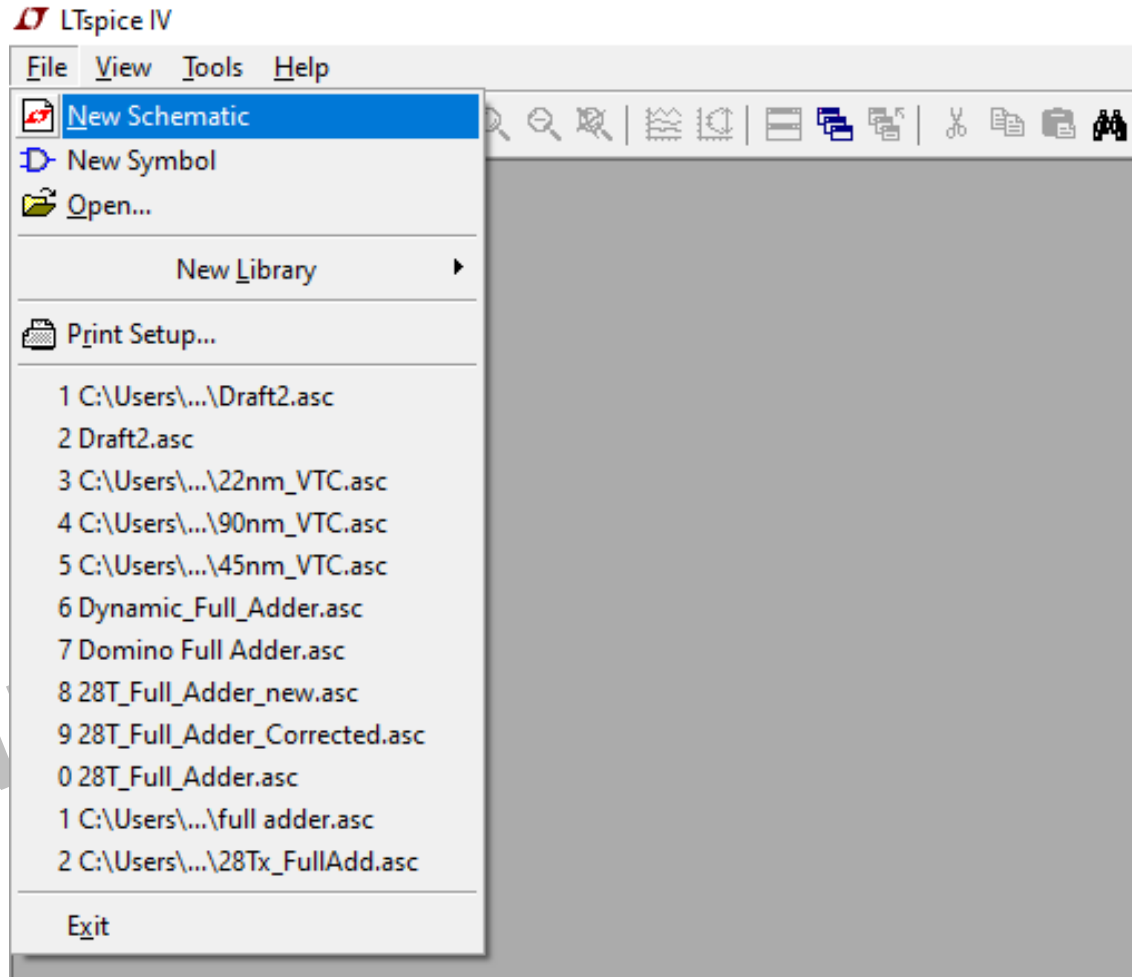 LTspice IV
File View Tools Help
New Schematic
New Symbol
Open...
New Library
Print Setup...
1 C:\Users\...\Draft2.asc
2 Draft2.asc
3 C:\Users\...\22nm_VTC.asc
4 C:\Users\...\90nm_VTC.asc
5 C:\Users\...\45nm_VTC.asc
6 Dynamic_Full_Adder.asc
7 Domino Full Adder.asc
8 28T_Full_Adder_new.asc
9 28T_Full_Adder_Corrected.asc
0 28T_Full_Adder.asc
1 C:\Users\...\full adder.asc
2 C:\Users\...\28Tx_FullAdd.asc
Exit